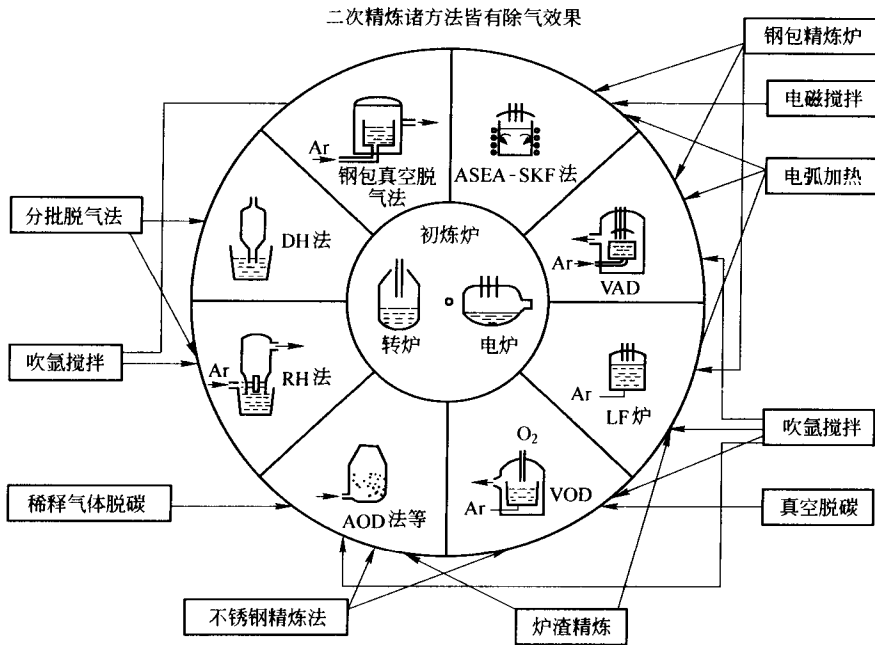 二次精炼诸方法皆有除气效果
钢包精炼炉
电磁搅拌
电弧加热
Ar
钢包真空脱
气法
ASEA-SKF法
分批脱气法
DH法
初炼炉
Ar
VAD
转炉
电炉
吹氩搅拌
Ar
RH法
Ar
LF炉
吹氩搅拌
O₂
稀释气体脱碳
AOD法等
Ar
VOD
真空脱碳
不锈钢精炼法
炉渣精炼